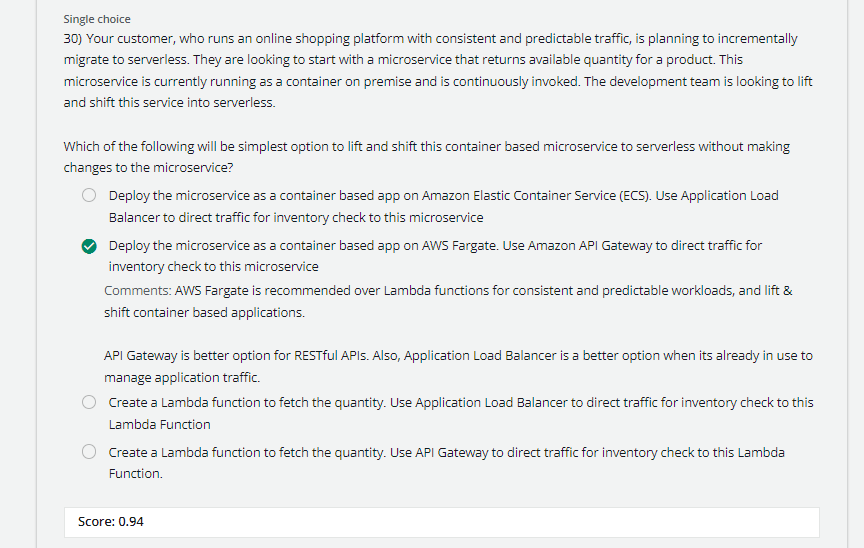 Single choice
30) Your customer, who runs an online shopping platform with consistent and predictable traffic, is planning to incrementally
migrate to serverless. They are looking to start with a microservice that returns available quantity for a product. This
microservice is currently running as a container on premise and is continuously invoked. The development team is looking to lift
and shift this service into serverless.
Which of the following will be simplest option to lift and shift this container based microservice to serverless without making
changes to the microservice?
Deploy the microservice as a container based app on Amazon Elastic Container Service (ECS). Use Application Load
Balancer to direct traffic for inventory check to this microservice
Deploy the microservice as a container based app on AWS Fargate. Use Amazon API Gateway to direct traffic for
inventory check to this microservice
Comments: AWS Fargate is recommended over Lambda functions for consistent and predictable workloads, and lift &
shift container based applications.
API Gateway is better option for RESTful APIs. Also, Application Load Balancer is a better option when its already in use to
manage application traffic.
Create a Lambda function to fetch the quantity. Use Application Load Balancer to direct traffic for inventory check to this
Lambda Function
Create a Lambda function to fetch the quantity. Use API Gateway to direct traffic for inventory check to this Lambda
Function.
Score: 0.94